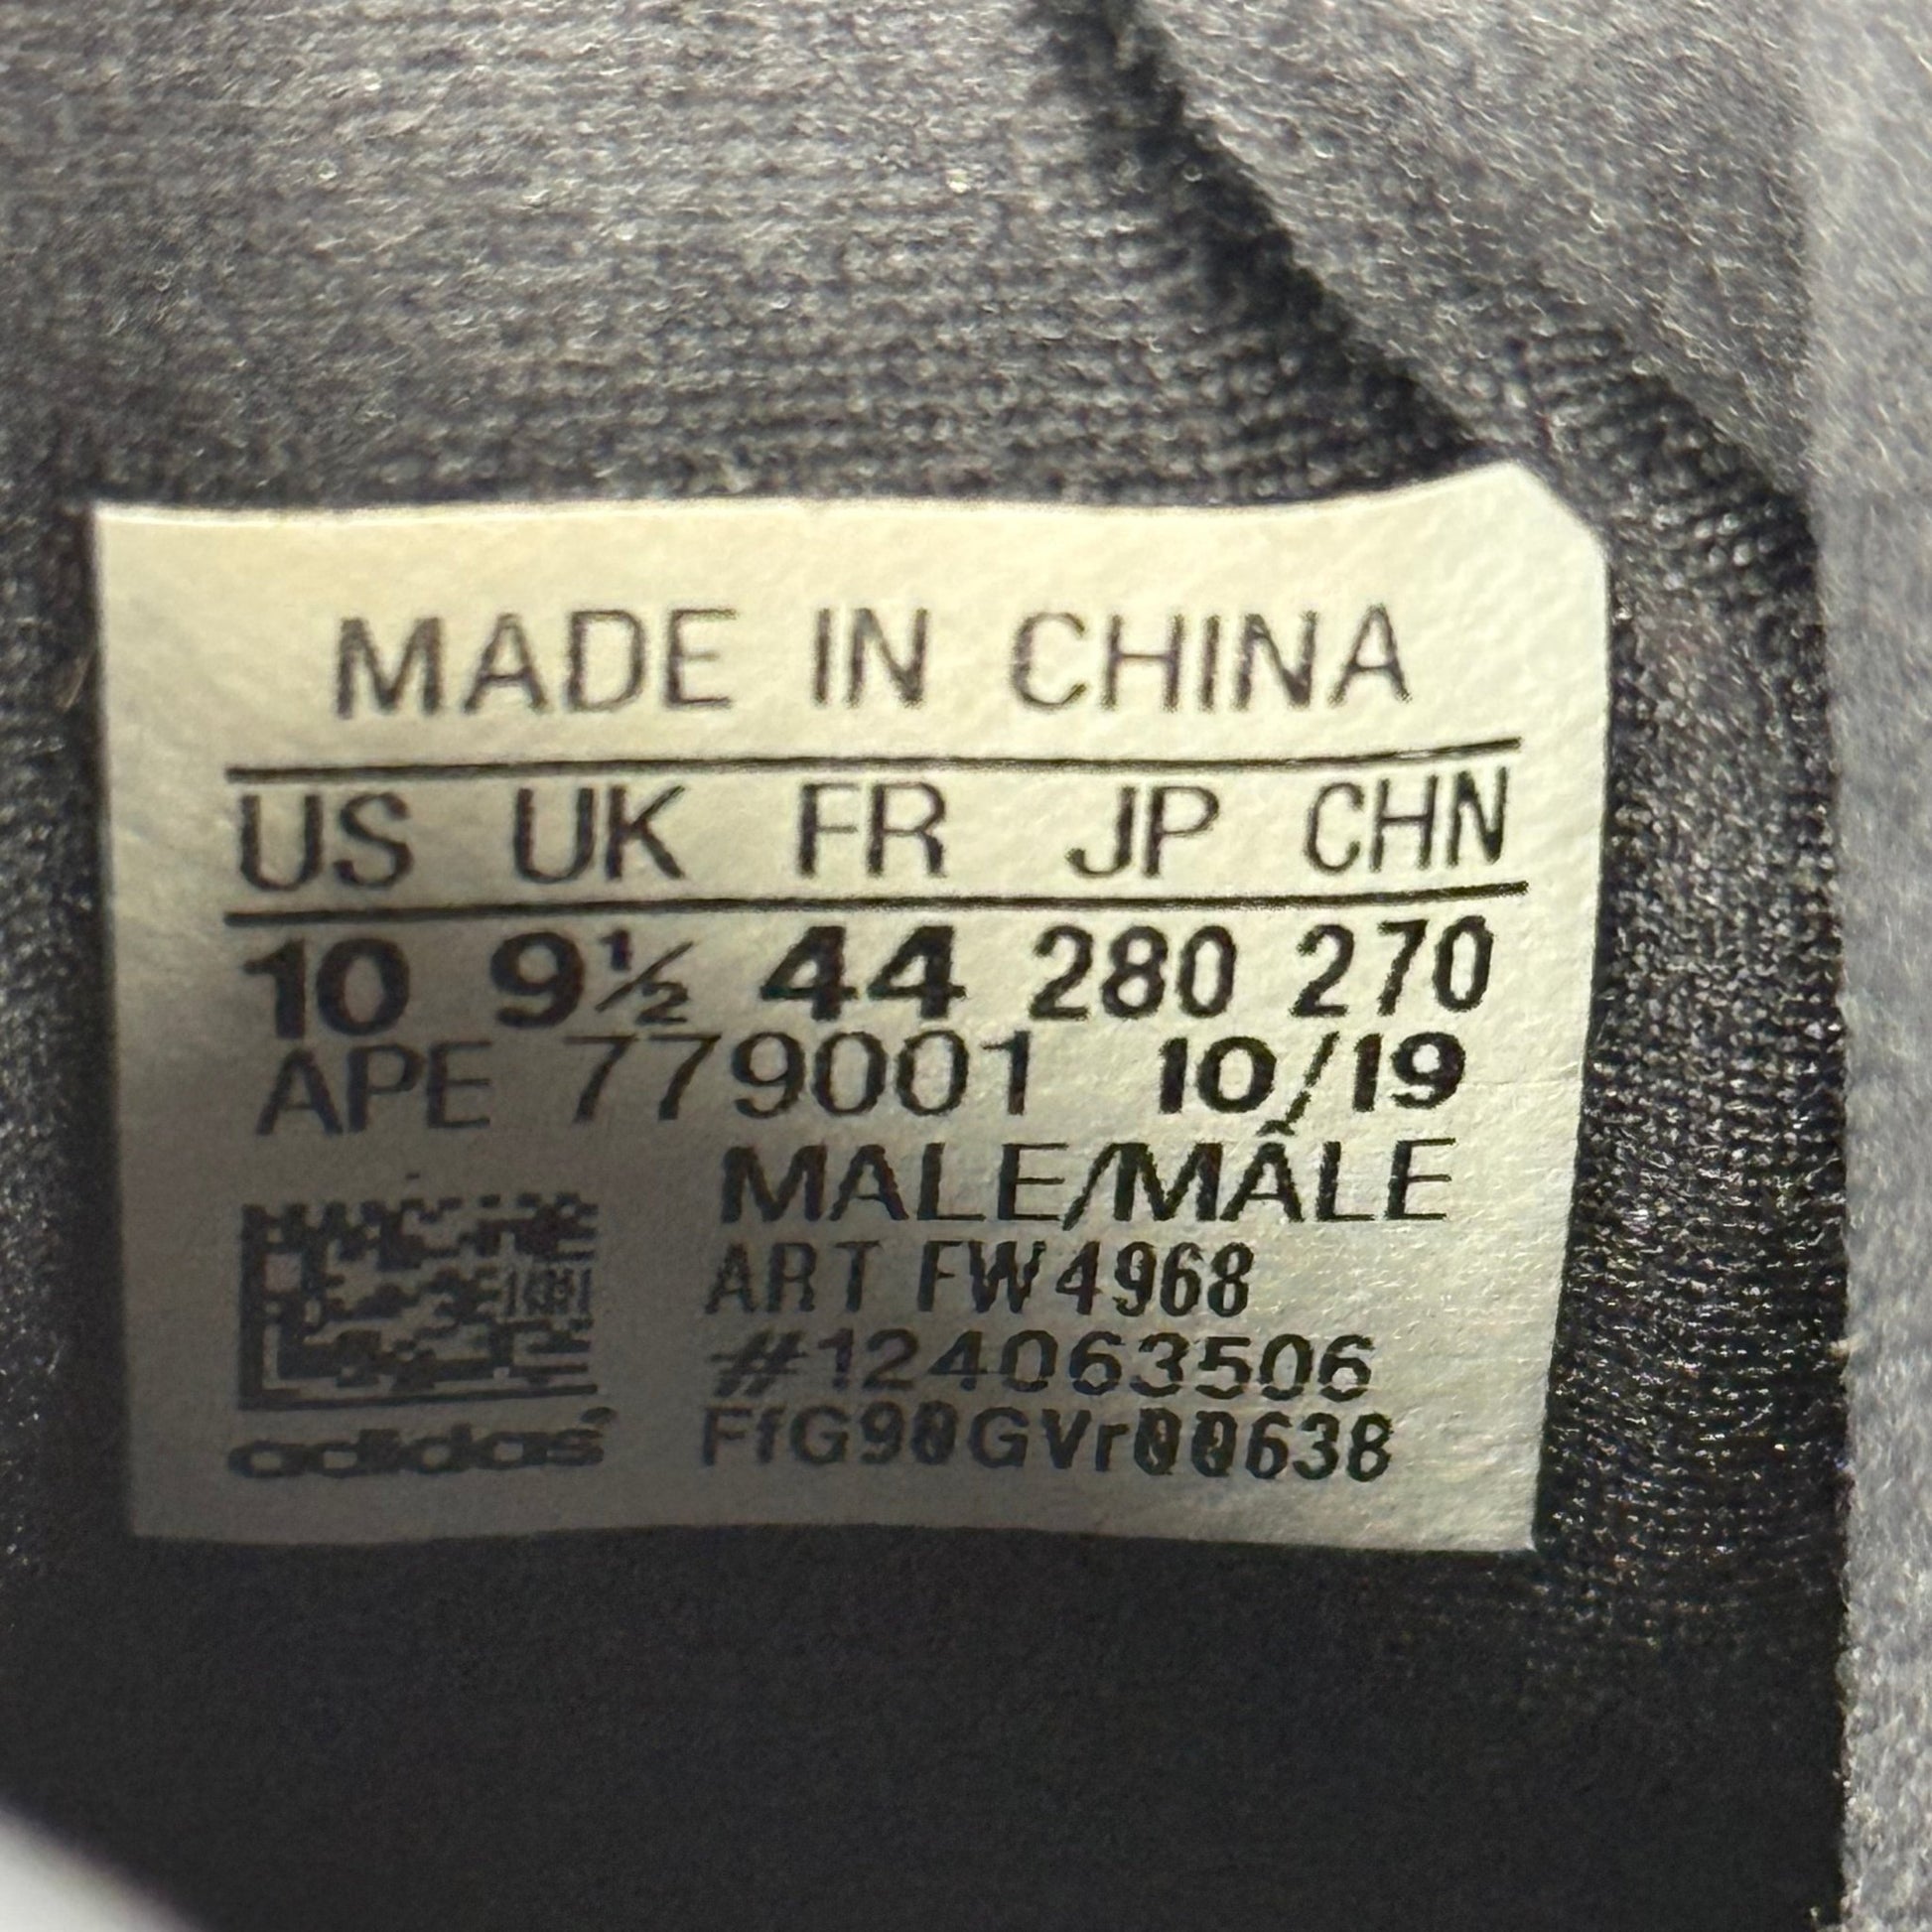 MADE IN CHINA
US UK FR JP CHN
10 9½ 44 280 270
APE 779001 10/19
MALE/MÂLE
ART FW4968
#124063506
FfG90GVr00638
adidas